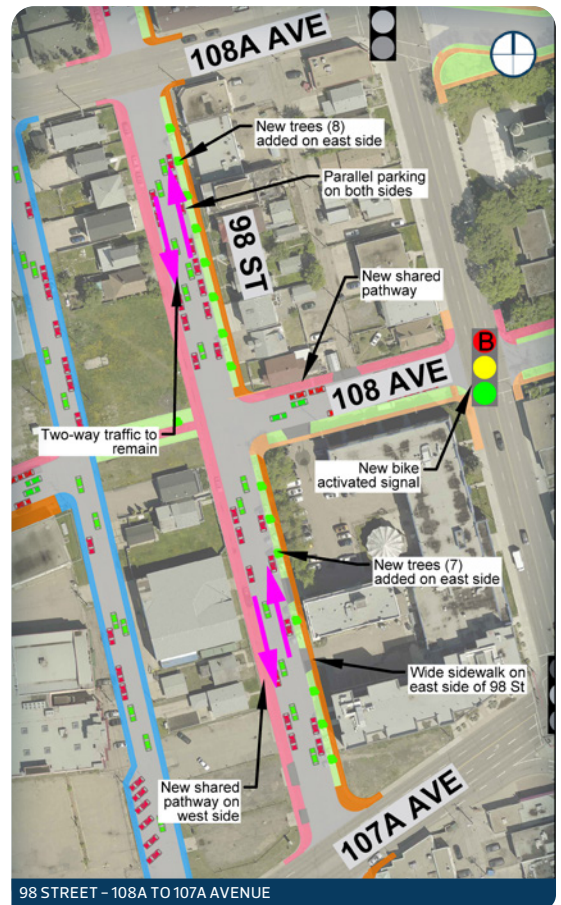 108A AVE
New trees (8)
added on east side
Parallel parking
on both sides
98 ST
New shared
pathway
B
108 AVE
Two-way traffic to
remain
New bike
activated signal
New trees (7)
added on east side
Wide sidewalk on
east side of 98 St
New shared
pathway on
west side
107A AVE
98 STREET – 108A TO 107A AVENUE